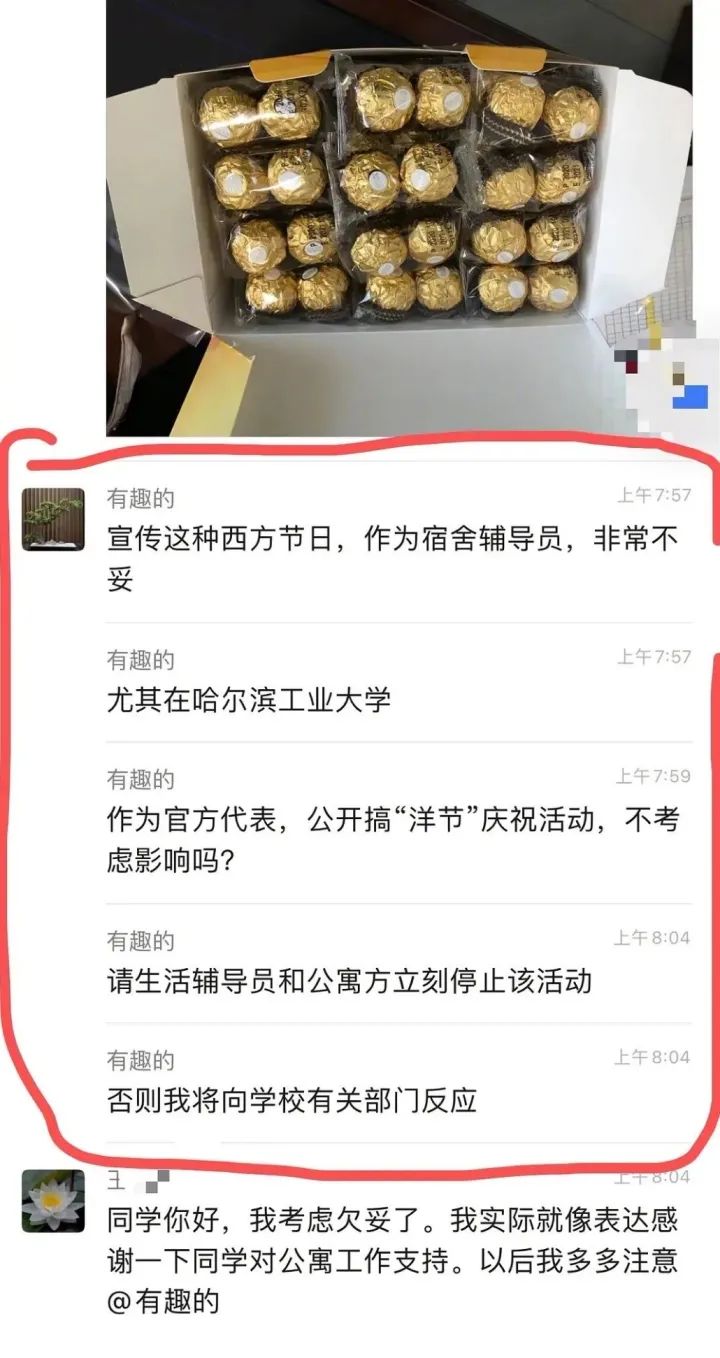 有趣的
上午7:57
宣传这种西方节日，作为宿舍辅导员，非常不
妥
有趣的
上午7:57
尤其在哈尔滨工业大学
有趣的
上午7:59
作为官方代表，公开搞“洋节”庆祝活动，不考
虑影响吗?
有趣的
上午8:04
请生活辅导员和公寓方立刻停止该活动
有趣的
上午8:04
否则我将向学校有关部门反应
上午8:04
同学你好，我考虑欠妥了。我实际就像表达感
谢一下同学对公寓工作支持。以后我多多注意
@有趣的